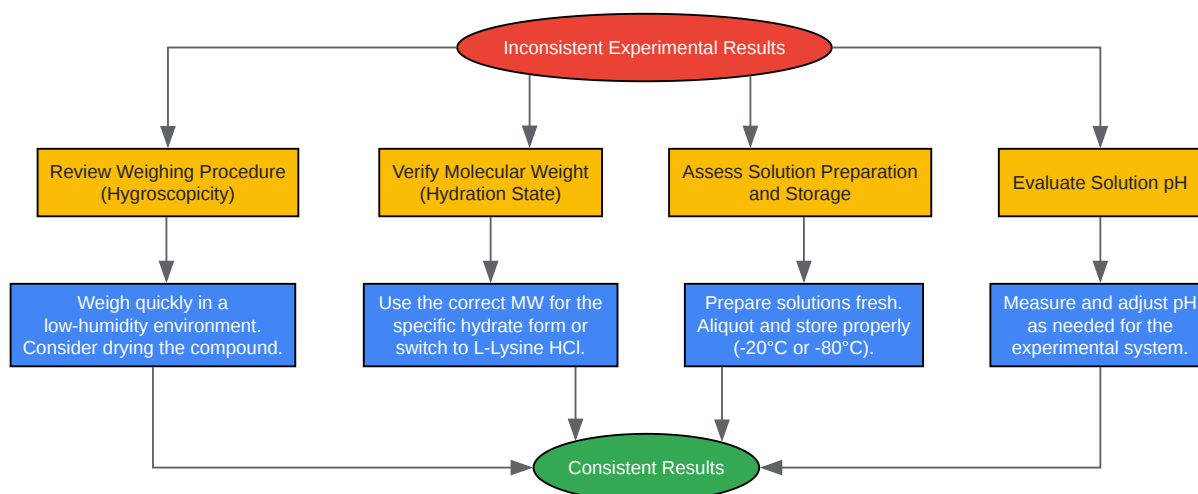 Inconsistent Experimental Results
Review Weighing Procedure
(Hygroscopicity)
Verify Molecular Weight
(Hydration State)
Assess Solution Preparation
and Storage
Evaluate Solution pH
Weigh quickly in a
low-humidity environment.
Consider drying the compound.
Use the correct MW for the
specific hydrate form or
switch to L-Lysine HCl.
Prepare solutions fresh.
Aliquot and store properly
(-20°C or -80°C).
Measure and adjust pH
as needed for the
experimental system.
Consistent Results